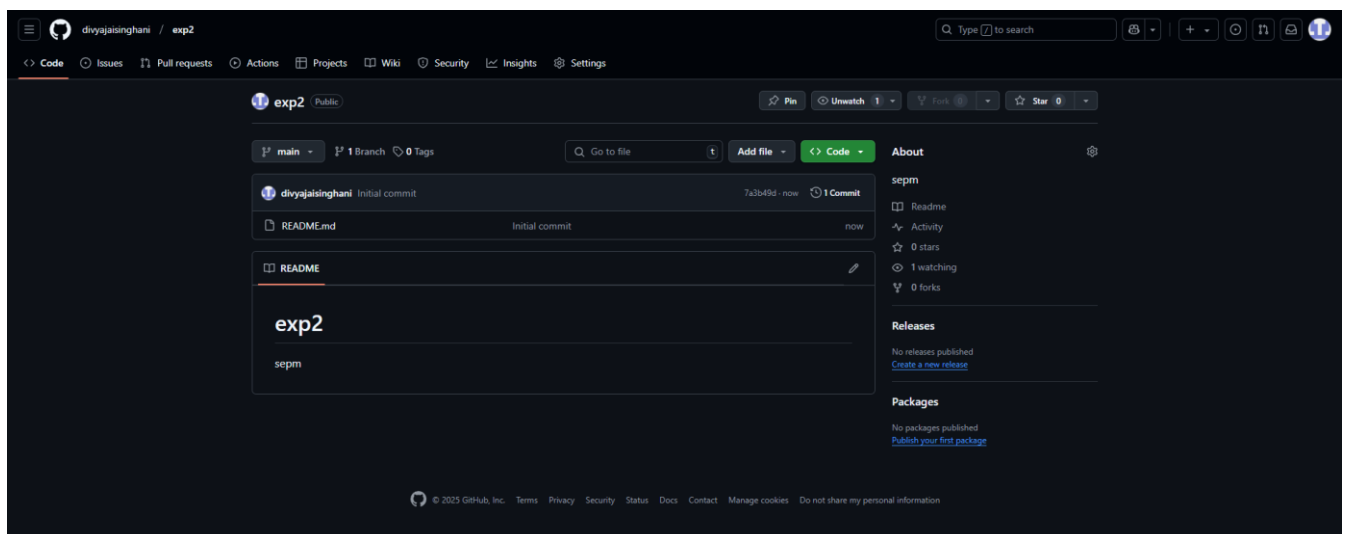 divyajaisinghani / exp2
Type / to search
Code Issues Pull requests Actions Projects Wiki Security Insights Settings
exp2 Public
Pin Unwatch 1 Fork 0 Star 0
main 1 Branch 0 Tags Go to file t Add file Code
divyajaisinghani Initial commit 7a3b49d · now 1 Commit
README.md Initial commit now
README
exp2
sepm
About
sepm
Readme
Activity
0 stars
1 watching
0 forks
Releases
No releases published
Create a new release
Packages
No packages published
Publish your first package
© 2025 GitHub, Inc. Terms Privacy Security Status Docs Contact Manage cookies Do not share my personal information